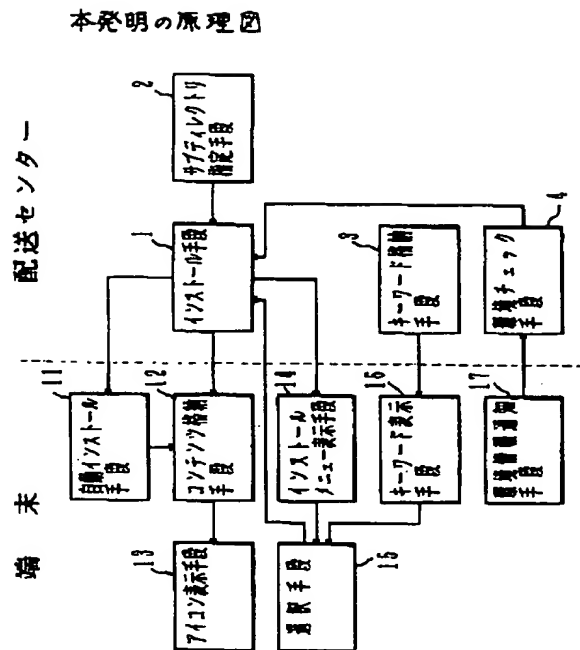 本発明の原理図
配送センター
端末
2
サブディレクトリ
指定手段
1
インストール手段
3
キーワード格納
手段
4
環境チェック
手段
11
自動インストール
手段
12
コンテンツ格納
手段
14
インストール
メニュー表示手段
16
キーワード表示
手段
17
環境情報通知
手段
13
アイコン表示手段
15
選択手段